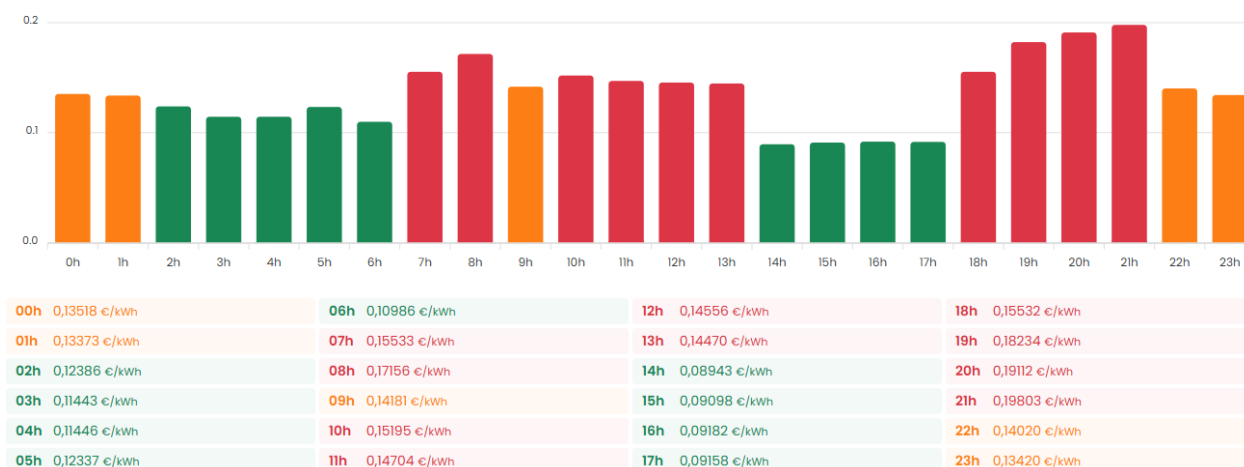 0.2
0.1
0.0
0h 1h 2h 3h 4h 5h 6h 7h 8h 9h 10h 11h 12h 13h 14h 15h 16h 17h 18h 19h 20h 21h 22h 23h
00h 0,13518 €/kWh 06h 0,10986 €/kWh 12h 0,14556 €/kWh 18h 0,15532 €/kWh
01h 0,13373 €/kWh 07h 0,15533 €/kWh 13h 0,14470 €/kWh 19h 0,18234 €/kWh
02h 0,12386 €/kWh 08h 0,17156 €/kWh 14h 0,08943 €/kWh 20h 0,19112 €/kWh
03h 0,11443 €/kWh 09h 0,14181 €/kWh 15h 0,09098 €/kWh 21h 0,19803 €/kWh
04h 0,11446 €/kWh 10h 0,15195 €/kWh 16h 0,09182 €/kWh 22h 0,14020 €/kWh
05h 0,12337 €/kWh 11h 0,14704 €/kWh 17h 0,09158 €/kWh 23h 0,13420 €/kWh